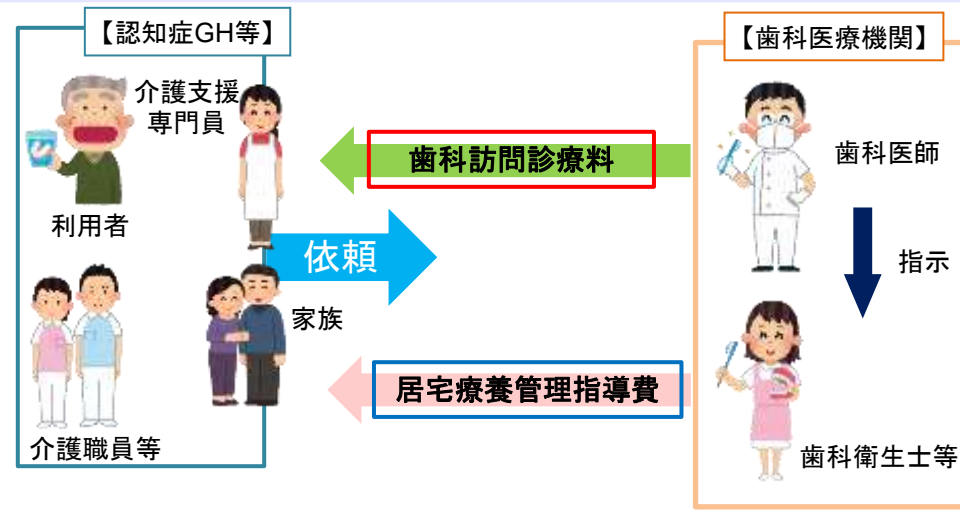 【認知症GH等】
介護支援
専門員
利用者
介護職員等
家族
歯科訪問診療料
依頼
居宅療養管理指導費
【歯科医療機関】
歯科医師
指示
歯科衛生士等